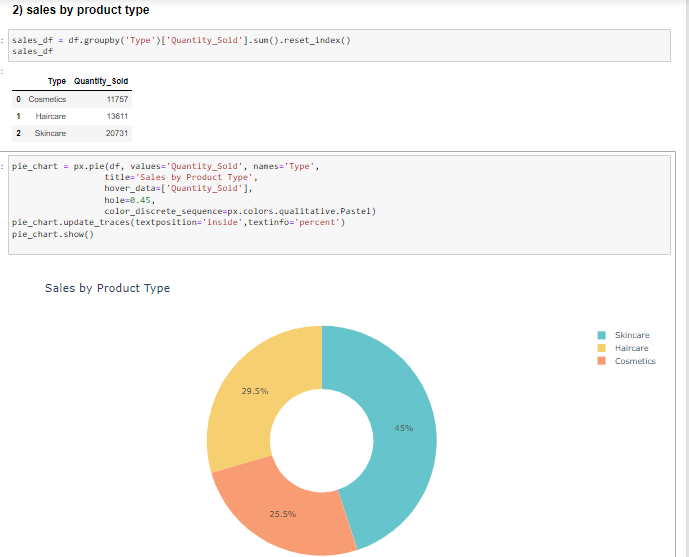 2) sales by product type
: sales_df = df.groupby('Type')['Quantity_Sold'].sum().reset_index()
sales_df
:
Type Quantity_Sold
0 Cosmetics 11757
1 Haircare 13611
2 Skincare 20731
: pie_chart = px.pie(df, values='Quantity_Sold', names='Type',
title='Sales by Product Type',
hover_data=['Quantity_Sold'],
hole=0.45,
color_discrete_sequence=px.colors.qualitative.Pastel)
pie_chart.update_traces(textposition='inside',textinfo='percent')
pie_chart.show()
Sales by Product Type
Skincare
Haircare
Cosmetics
29.5%
45%
25.5%